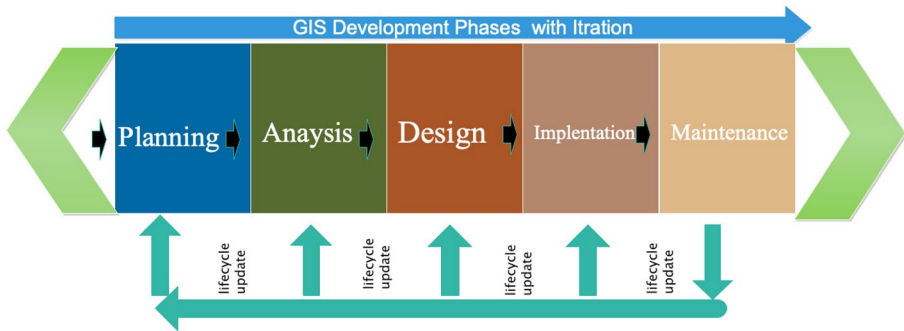 GIS Development Phases with Itration
Planning
Anaysis
Design
Implentation
Maintenance
lifecycle
update
lifecycle
update
lifecycle
update
lifecycle
update